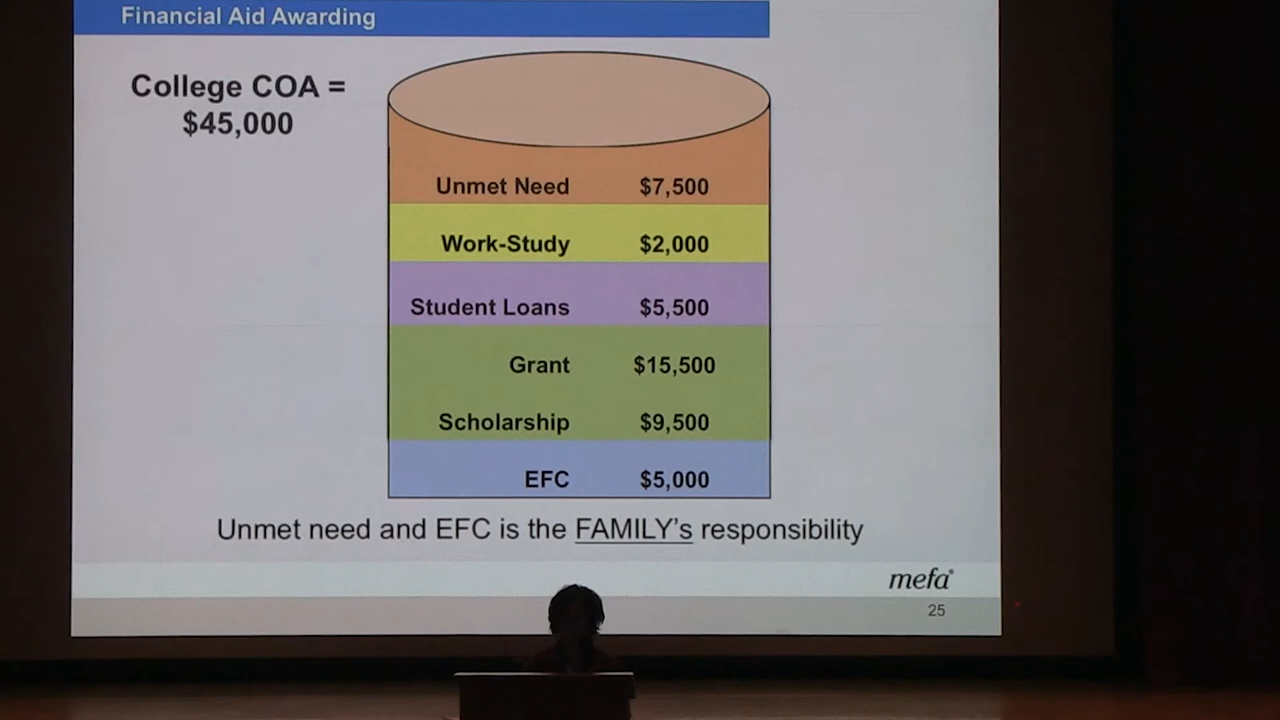 Financial Aid Awarding
College COA =
$45,000
Unmet Need $7,500
Work-Study $2,000
Student Loans $5,500
Grant $15,500
Scholarship $9,500
EFC $5,000
Unmet need and EFC is the FAMILY's responsibility
mefa®
25